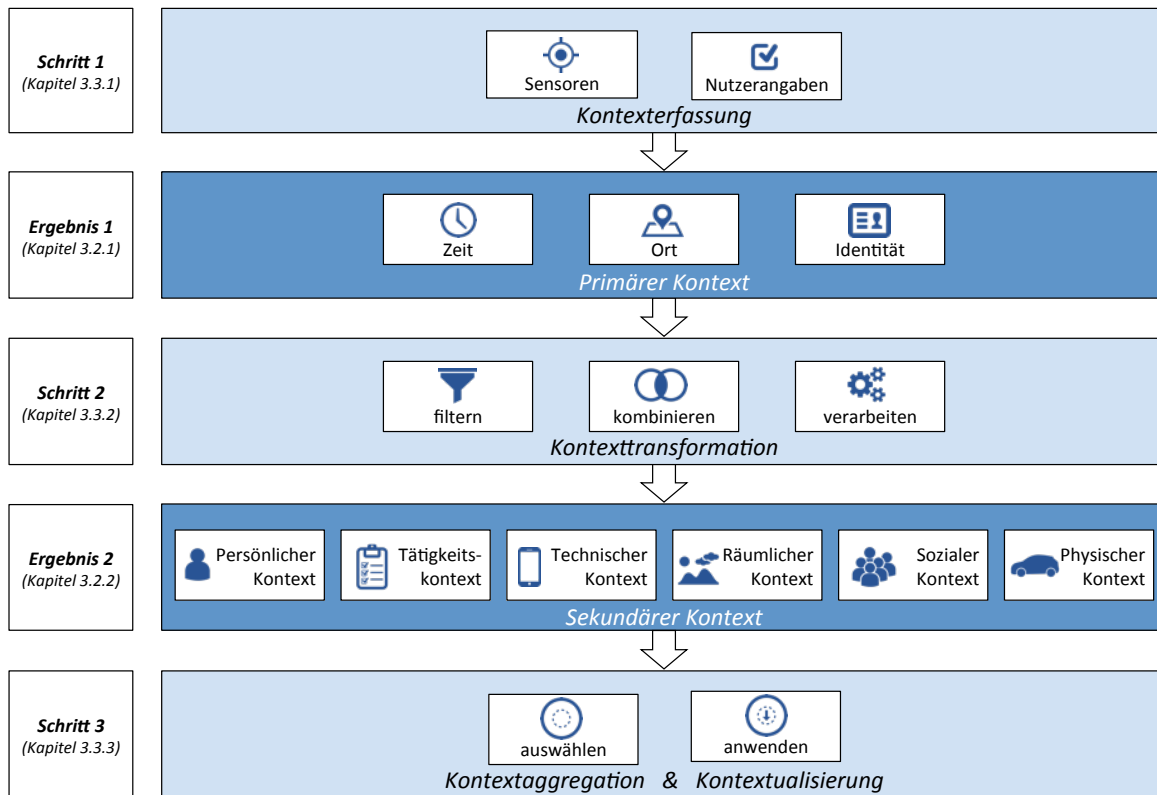 Schritt 1
(Kapitel 3.3.1)
Sensoren
Nutzerangaben
Kontexterfassung
Ergebnis 1
(Kapitel 3.2.1)
Zeit
Ort
Identität
Primärer Kontext
Schritt 2
(Kapitel 3.3.2)
filtern
kombinieren
verarbeiten
Kontexttransformation
Ergebnis 2
(Kapitel 3.2.2)
Persönlicher
Kontext
Tätigkeits-
kontext
Technischer
Kontext
Räumlicher
Kontext
Sozialer
Kontext
Physischer
Kontext
Sekundärer Kontext
Schritt 3
(Kapitel 3.3.3)
auswählen
anwenden
Kontextaggregation & Kontextualisierung